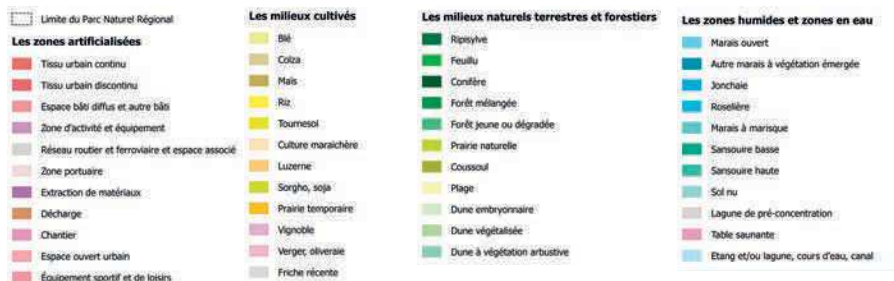 Limite du Parc Naturel Régional
Les zones artificialisées
Tissu urbain continu
Tissu urbain discontinu
Espace bâti diffus et autre bâti
Zone d'activité et équipement
Réseau routier et ferroviaire et espace associé
Zone portuaire
Extraction de matériaux
Décharge
Chantier
Espace ouvert urbain
Équipement sportif et de loisirs
Les milieux cultivés
Blé
Colza
Maïs
Riz
Tournesol
Culture maraichère
Luzerne
Sorgho, soja
Prairie temporaire
Vignoble
Verger, oliveraie
Friche récente
Les milieux naturels terrestres et forestiers
Ripisylve
Feuillu
Conifère
Forêt mélangée
Forêt jeune ou dégradée
Prairie naturelle
Coussoul
Plage
Dune embryonnaire
Dune végétalisée
Dune à végétation arbustive
Les zones humides et zones en eau
Marais ouvert
Autre marais à végétation émergée
Jonchaie
Roselière
Marais à marisque
Sansouire basse
Sansouire haute
Sol nu
Lagune de pré-concentration
Table saunante
Etang et/ou lagune, cours d'eau, canal